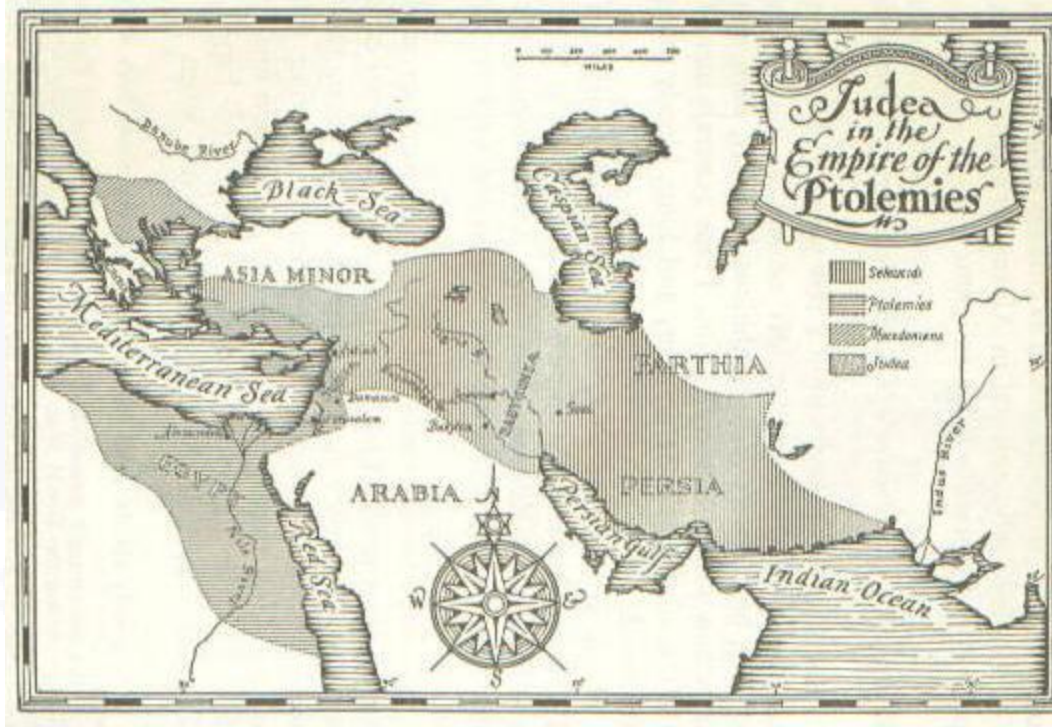 Judea
in the
Empire of the
Ptolemies
MILES
Danube River
Black Sea
Caspian Sea
Seleucids
Ptolemies
Macedonians
Judea
ASIA MINOR
Mediterranean Sea
PARTHIA
BABYLONIA
Damascus
Jerusalem
Babylon
Susa
EGYPT
ARABIA
PERSIA
Indus River
Nile River
Red Sea
Persian Gulf
Indian Ocean
W
E
S